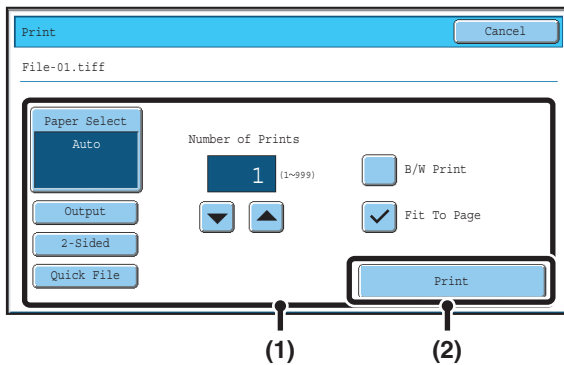 Print
Cancel
File-01.tiff
Paper Select
Auto
Number of Prints
1 (1~999)
B/W Print
Output
Fit To Page
2-Sided
Quick File
Print
(1)
(2)